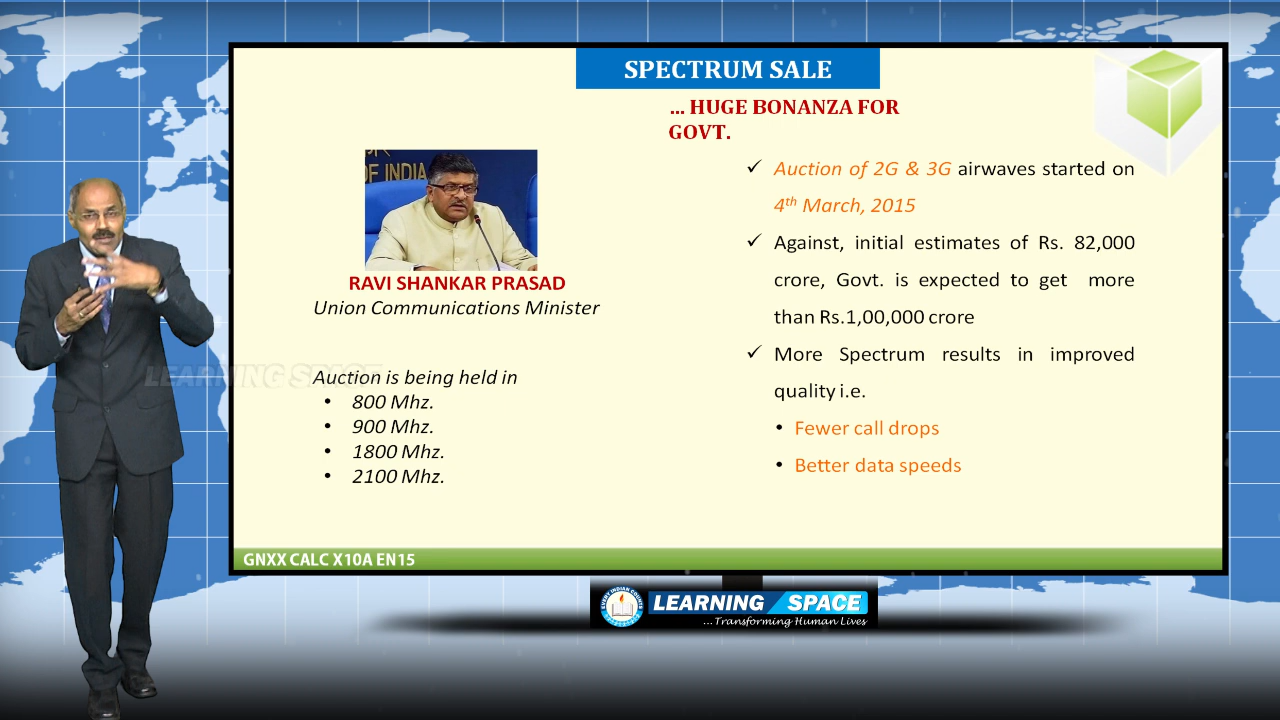 SPECTRUM SALE
... HUGE BONANZA FOR
GOVT.
OF INDIA
RAVI SHANKAR PRASAD
Union Communications Minister
Auction is being held in
• 800 Mhz.
• 900 Mhz.
• 1800 Mhz.
• 2100 Mhz.
✓ Auction of 2G & 3G airwaves started on
4th March, 2015
✓ Against, initial estimates of Rs. 82,000
crore, Govt. is expected to get more
than Rs.1,00,000 crore
✓ More Spectrum results in improved
quality i.e.
• Fewer call drops
• Better data speeds
LEARNING SPACE
GNXX CALC X10A EN15
LEARNING SPACE
...Transforming Human Lives